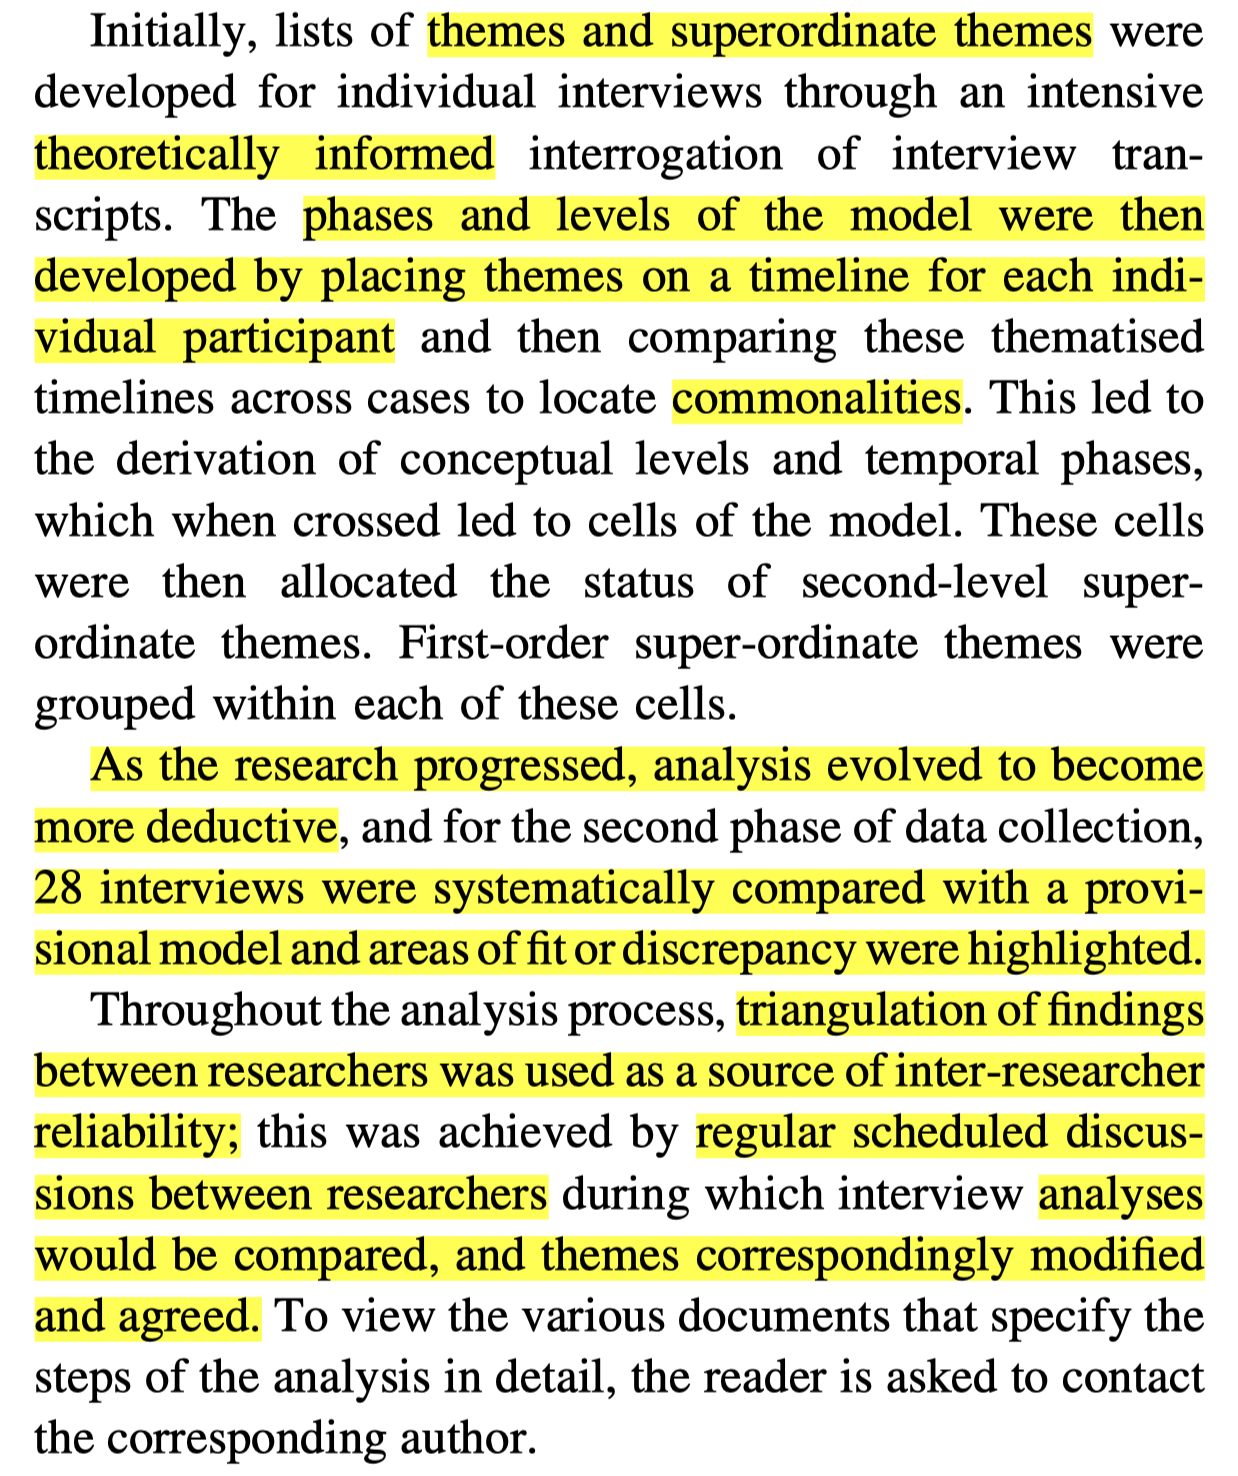 Initially, lists of themes and superordinate themes were
developed for individual interviews through an intensive
theoretically informed interrogation of interview tran-
scripts. The phases and levels of the model were then
developed by placing themes on a timeline for each indi-
vidual participant and then comparing these thematised
timelines across cases to locate commonalities. This led to
the derivation of conceptual levels and temporal phases,
which when crossed led to cells of the model. These cells
were then allocated the status of second-level super-
ordinate themes. First-order super-ordinate themes were
grouped within each of these cells.
As the research progressed, analysis evolved to become
more deductive, and for the second phase of data collection,
28 interviews were systematically compared with a provi-
sional model and areas of fit or discrepancy were highlighted.
Throughout the analysis process, triangulation of findings
between researchers was used as a source of inter-researcher
reliability; this was achieved by regular scheduled discus-
sions between researchers during which interview analyses
would be compared, and themes correspondingly modified
and agreed. To view the various documents that specify the
steps of the analysis in detail, the reader is asked to contact
the corresponding author.